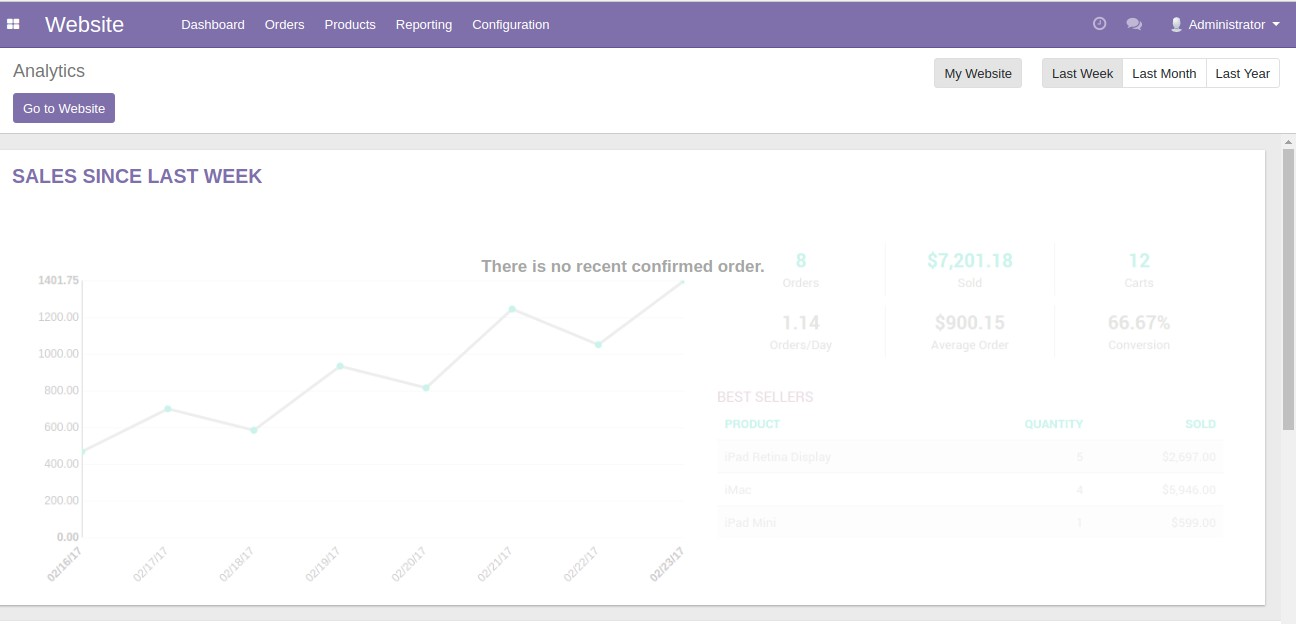 Website Dashboard Orders Products Reporting Configuration Administrator
Analytics
My Website Last Week Last Month Last Year
Go to Website
SALES SINCE LAST WEEK
There is no recent confirmed order.
1401.75
1200.00
1000.00
800.00
600.00
400.00
200.00
0.00
02/16/17 02/17/17 02/18/17 02/19/17 02/20/17 02/21/17 02/22/17 02/23/17
8 $7,201.18 12
Orders Sold Carts
1.14 $900.15 66.67%
Orders/Day Average Order Conversion
BEST SELLERS
PRODUCT QUANTITY SOLD
iPad Retina Display 5 $2,697.00
iMac 4 $5,946.00
iPad Mini 1 $599.00